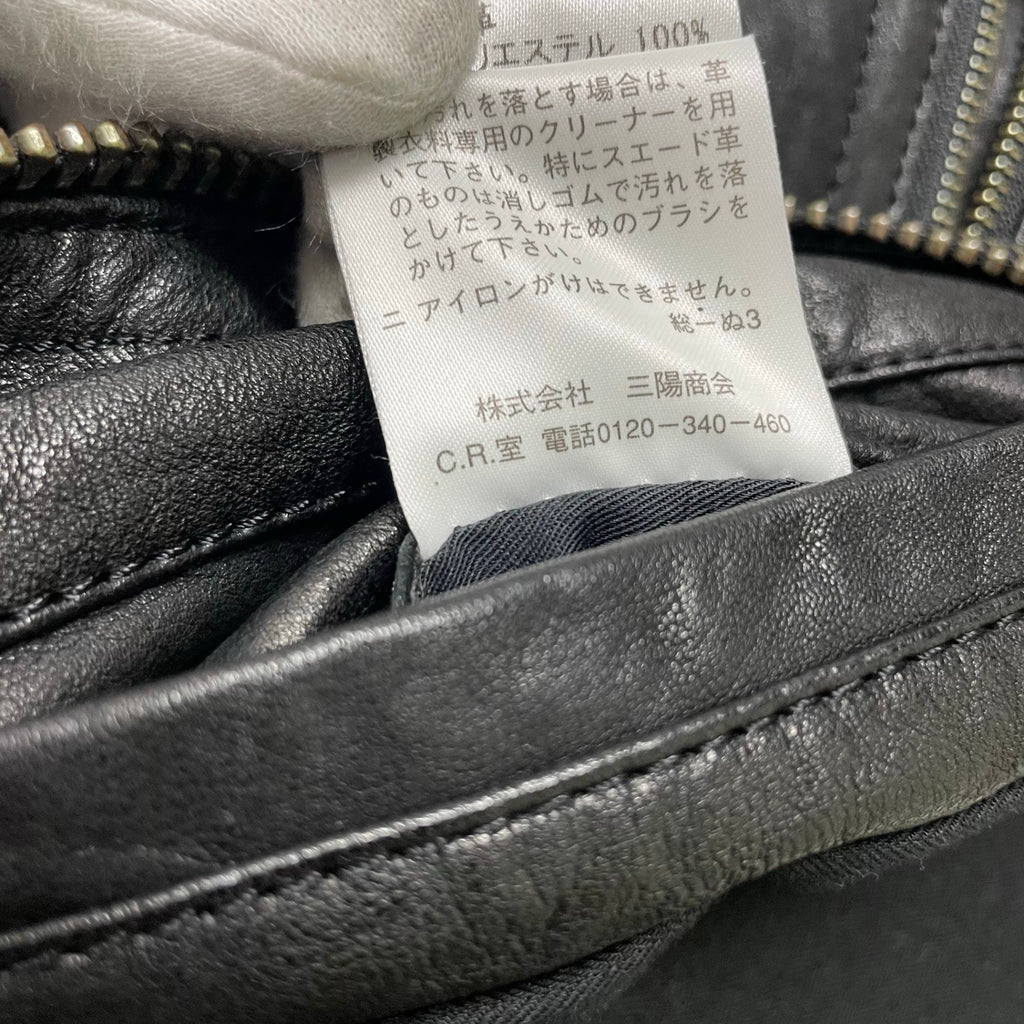 革
リエステル 100%
汚れを落とす場合は、革
製衣料専用のクリーナーを用
いて下さい。特にスエード革
のものは消しゴムで汚れを落
としたうえかためのブラシを
かけて下さい。
ニ アイロンがけはできません。
総ーぬ3
株式会社 三陽商会
C.R.室 電話0120-340-460